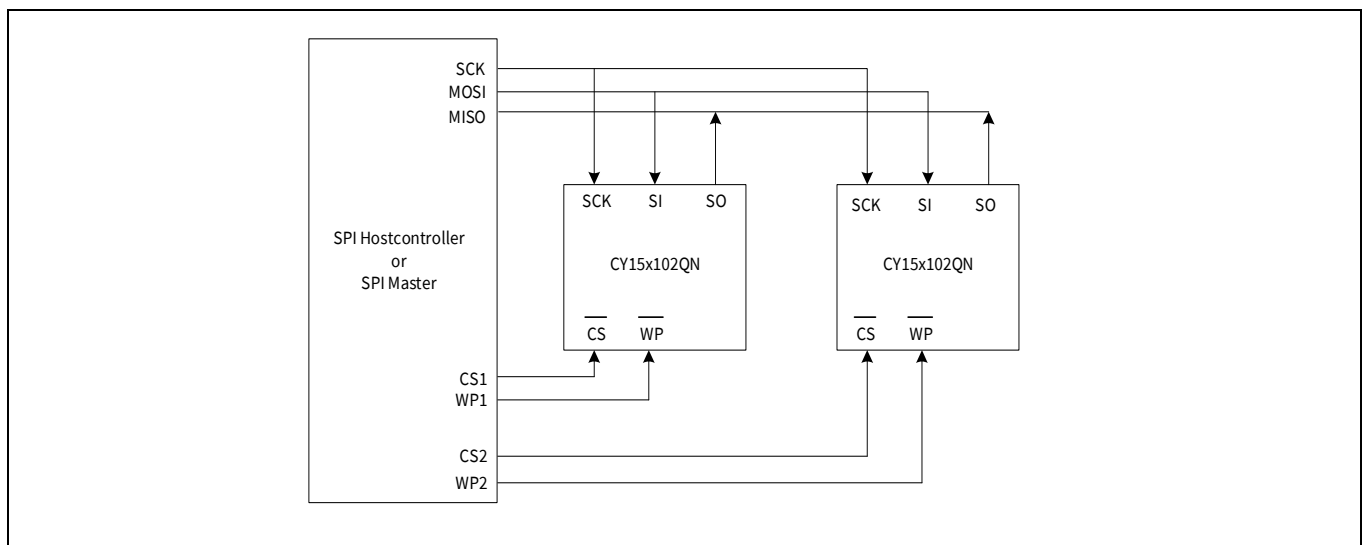 SCK
MOSI
MISO
SCK SI SO
SCK SI SO
SPI Hostcontroller
or
SPI Master
CY15x102QN
CY15x102QN
CS WP
CS WP
CS1
WP1
CS2
WP2